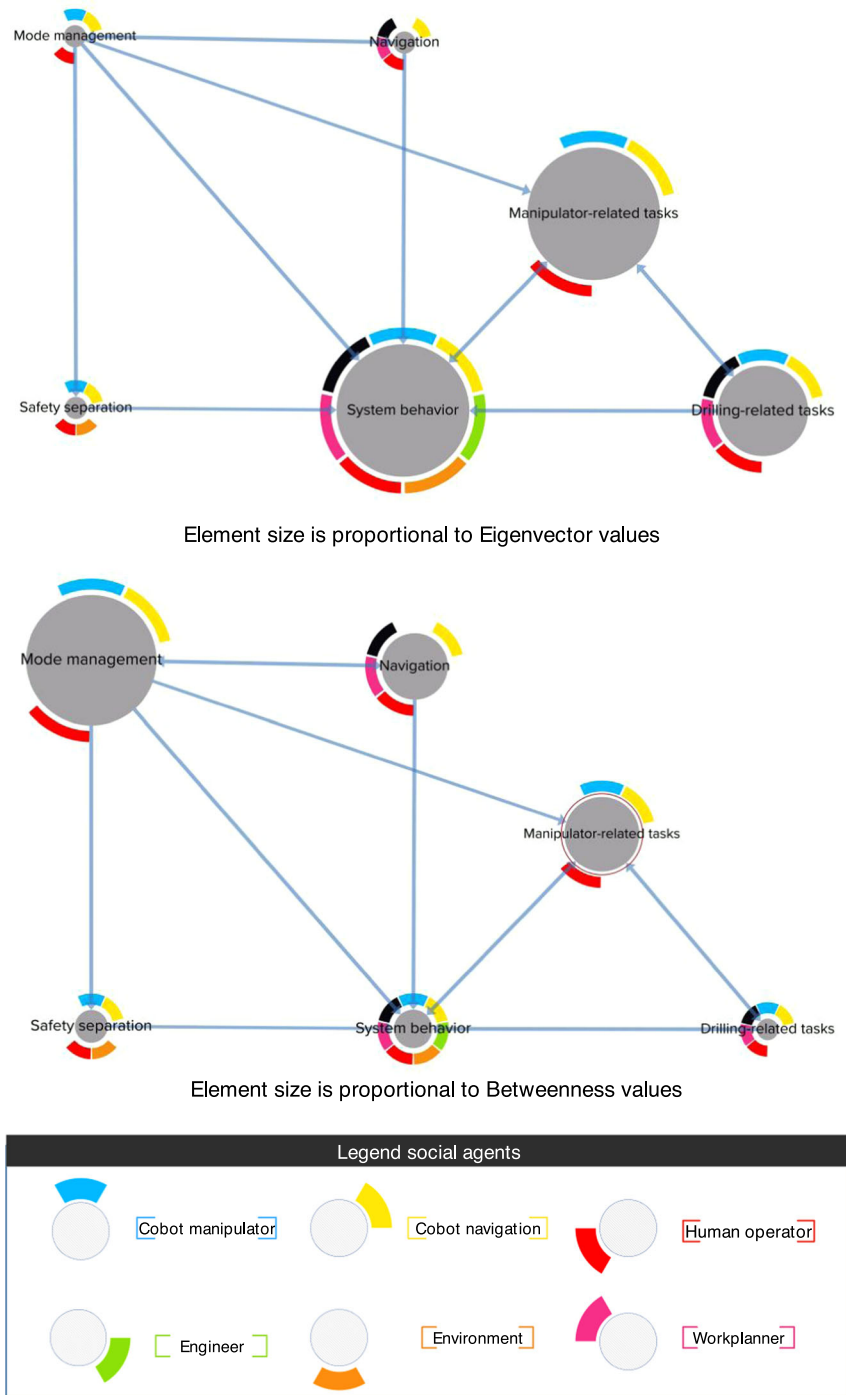 Mode management
Navigation
Manipulator-related tasks
Safety separation
System behavior
Drilling-related tasks
Element size is proportional to Eigenvector values
Mode management
Navigation
Manipulator-related tasks
Safety separation
System behavior
Drilling-related tasks
Element size is proportional to Betweenness values
Legend social agents
Cobot manipulator
Cobot navigation
Human operator
Engineer
Environment
Workplanner